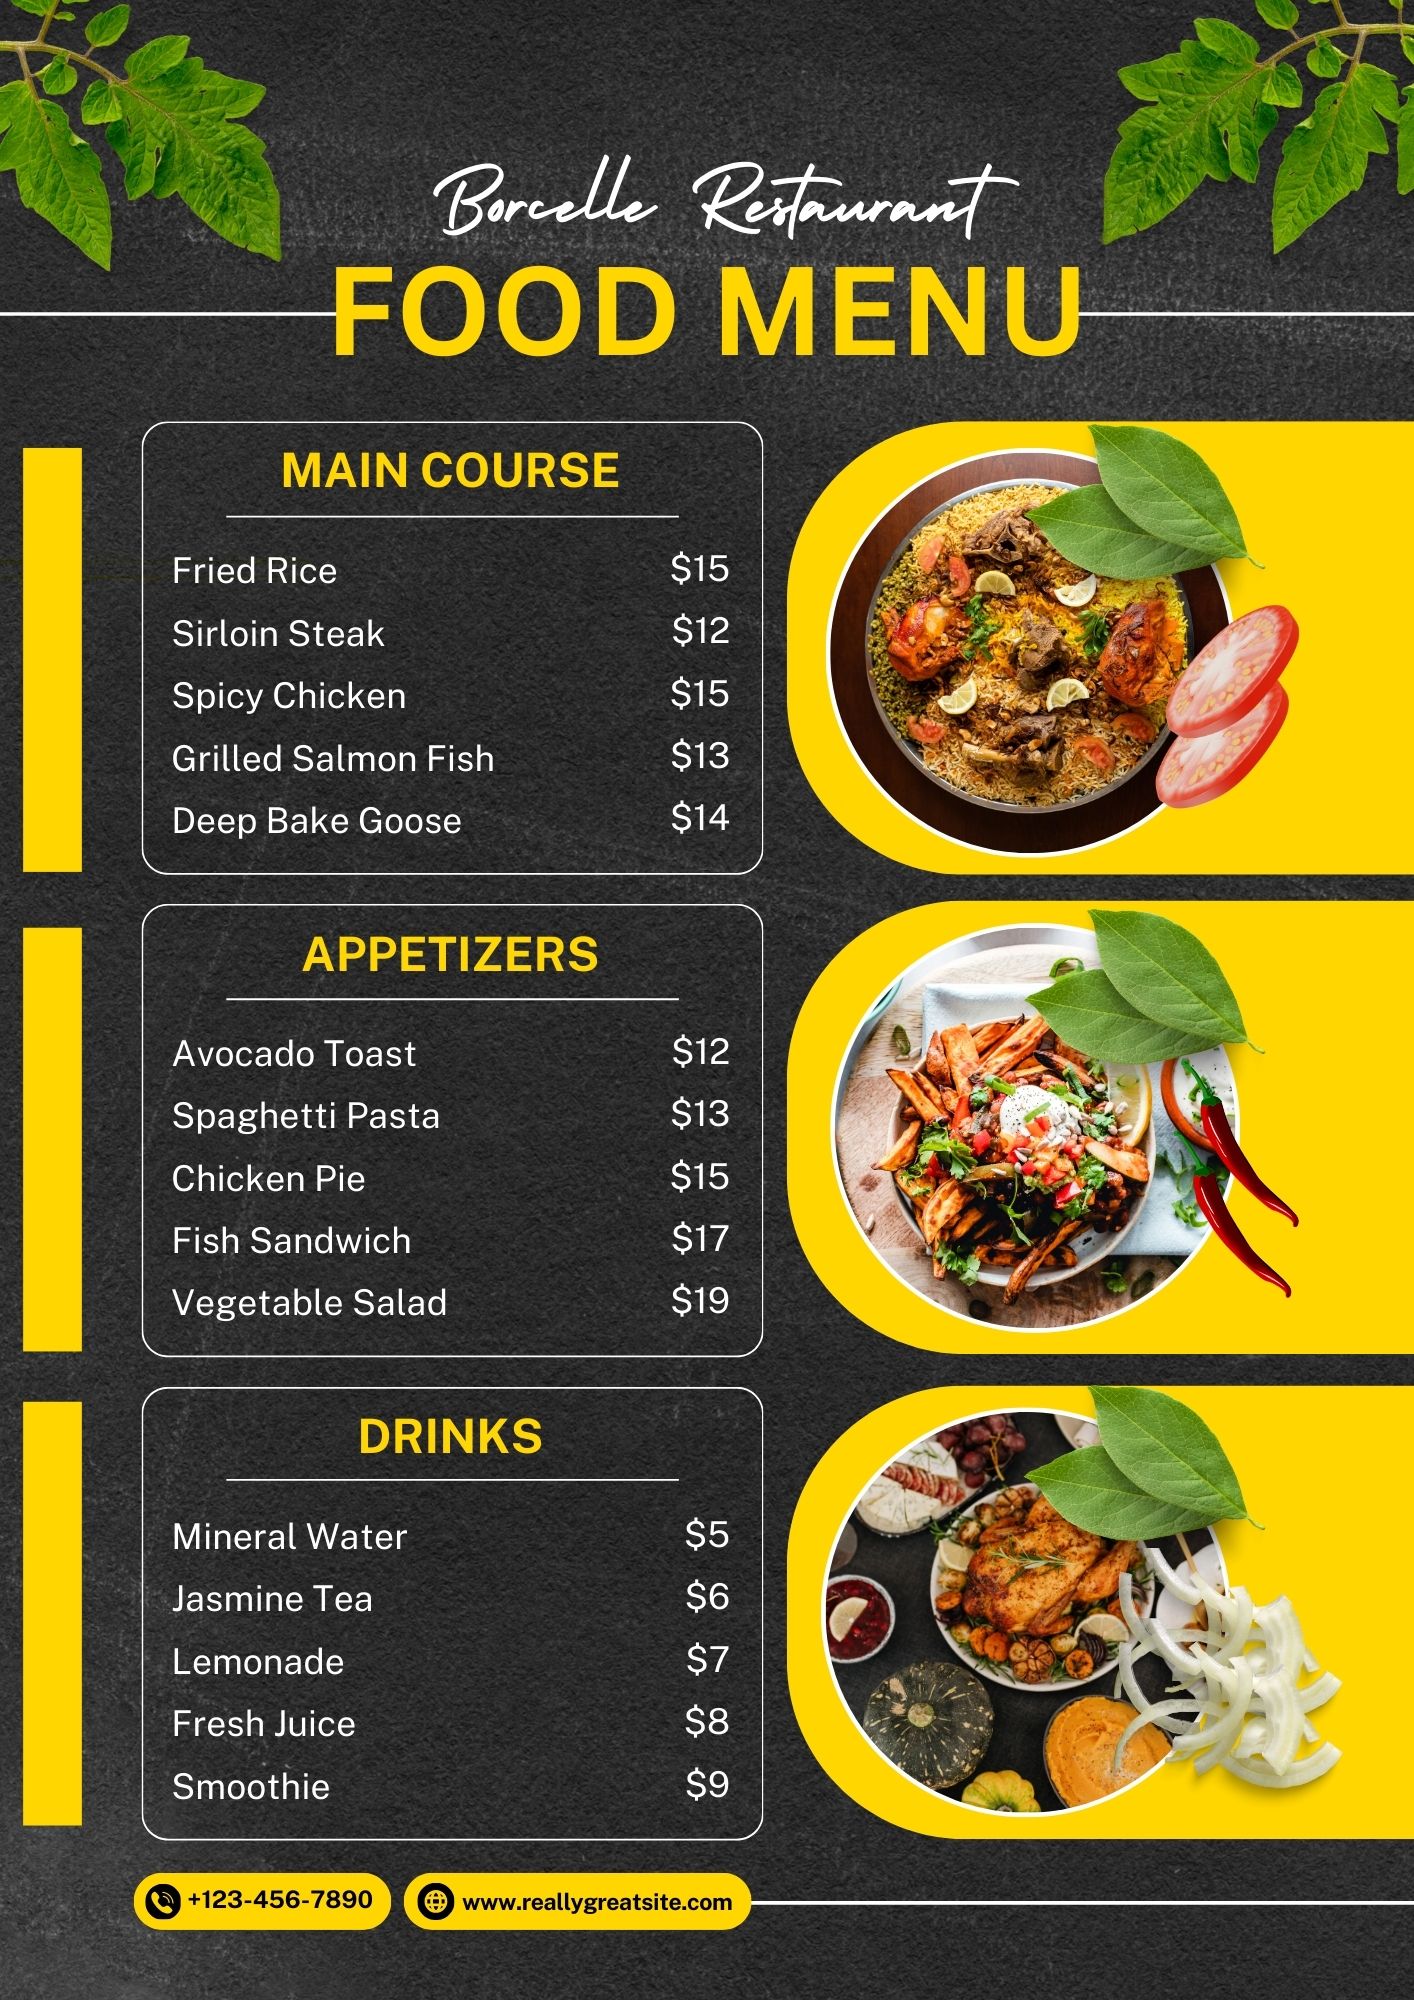 Borcelle Restaurant
FOOD MENU
MAIN COURSE
Fried Rice $15
Sirloin Steak $12
Spicy Chicken $15
Grilled Salmon Fish $13
Deep Bake Goose $14
APPETIZERS
Avocado Toast $12
Spaghetti Pasta $13
Chicken Pie $15
Fish Sandwich $17
Vegetable Salad $19
DRINKS
Mineral Water $5
Jasmine Tea $6
Lemonade $7
Fresh Juice $8
Smoothie $9
+123-456-7890 www.reallygreatsite.com